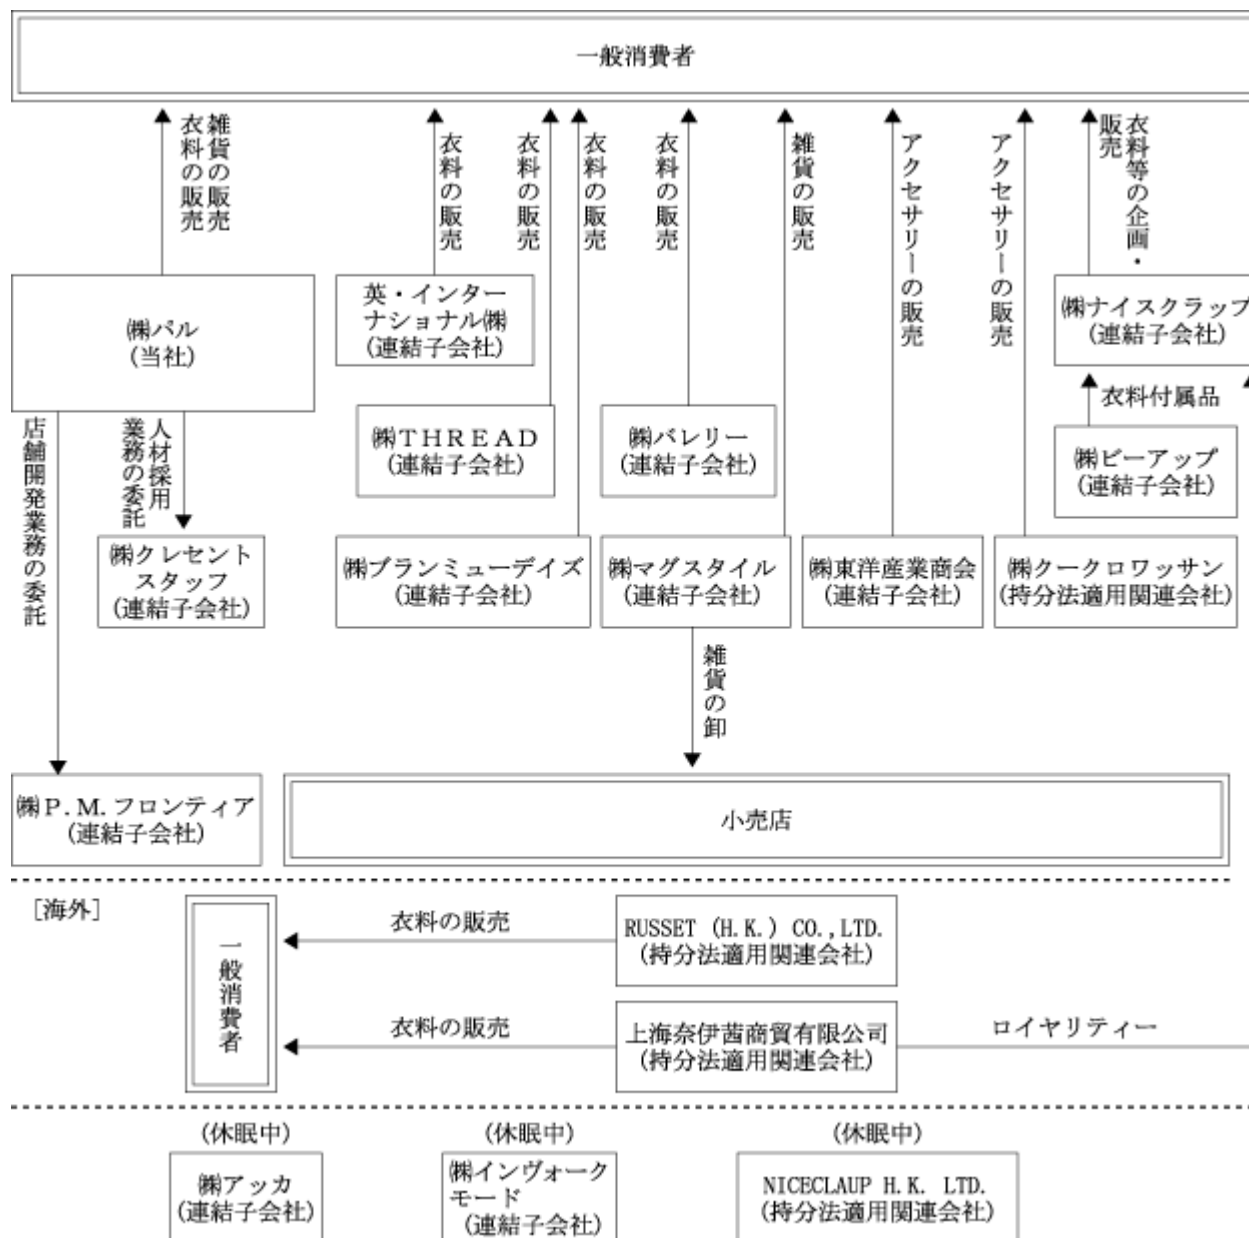 一般消費者
雑貨の販売
衣料の販売
衣料の販売
衣料の販売
衣料の販売
衣料の販売
雑貨の販売
アクセサリーの販売
アクセサリーの販売
衣料等の企画・
販売
㈱パル
(当社)
英・インター
ナショナル㈱
(連結子会社)
㈱ナイスクラップ
(連結子会社)
衣料付属品
㈱THREAD
(連結子会社)
㈱バレリー
(連結子会社)
㈱ビーアップ
(連結子会社)
店舗開発業務の委託
人材採用
業務の委託
㈱クレセント
スタッフ
(連結子会社)
㈱ブランミューデイズ
(連結子会社)
㈱マグスタイル
(連結子会社)
㈱東洋産業商会
(連結子会社)
㈱クークロワッサン
(持分法適用関連会社)
雑貨の卸
㈱P.M.フロンティア
(連結子会社)
小売店
[海外]
一般消費者
衣料の販売
RUSSET (H.K.) CO.,LTD.
(持分法適用関連会社)
衣料の販売
上海奈伊茜商貿有限公司
(持分法適用関連会社)
ロイヤリティー
(休眠中)
㈱アッカ
(連結子会社)
(休眠中)
㈱インヴォーク
モード
(連結子会社)
(休眠中)
NICECLAUP H.K. LTD.
(持分法適用関連会社)